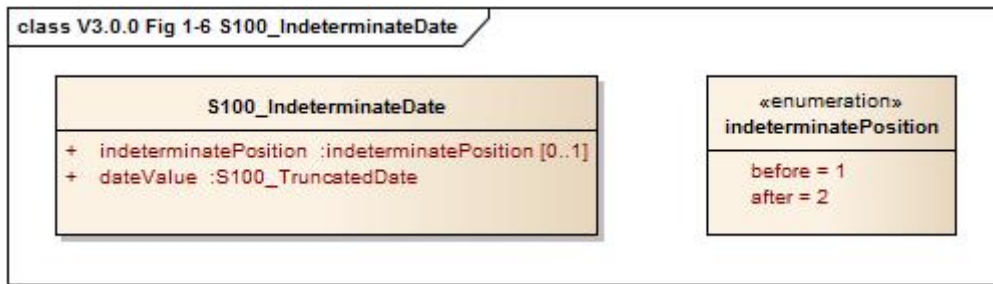 class V3.0.0 Fig 1-6 S100_IndeterminateDate
S100_IndeterminateDate
+ indeterminatePosition :indeterminatePosition [0..1]
+ dateValue :S100_TruncatedDate
«enumeration»
indeterminatePosition
before = 1
after = 2